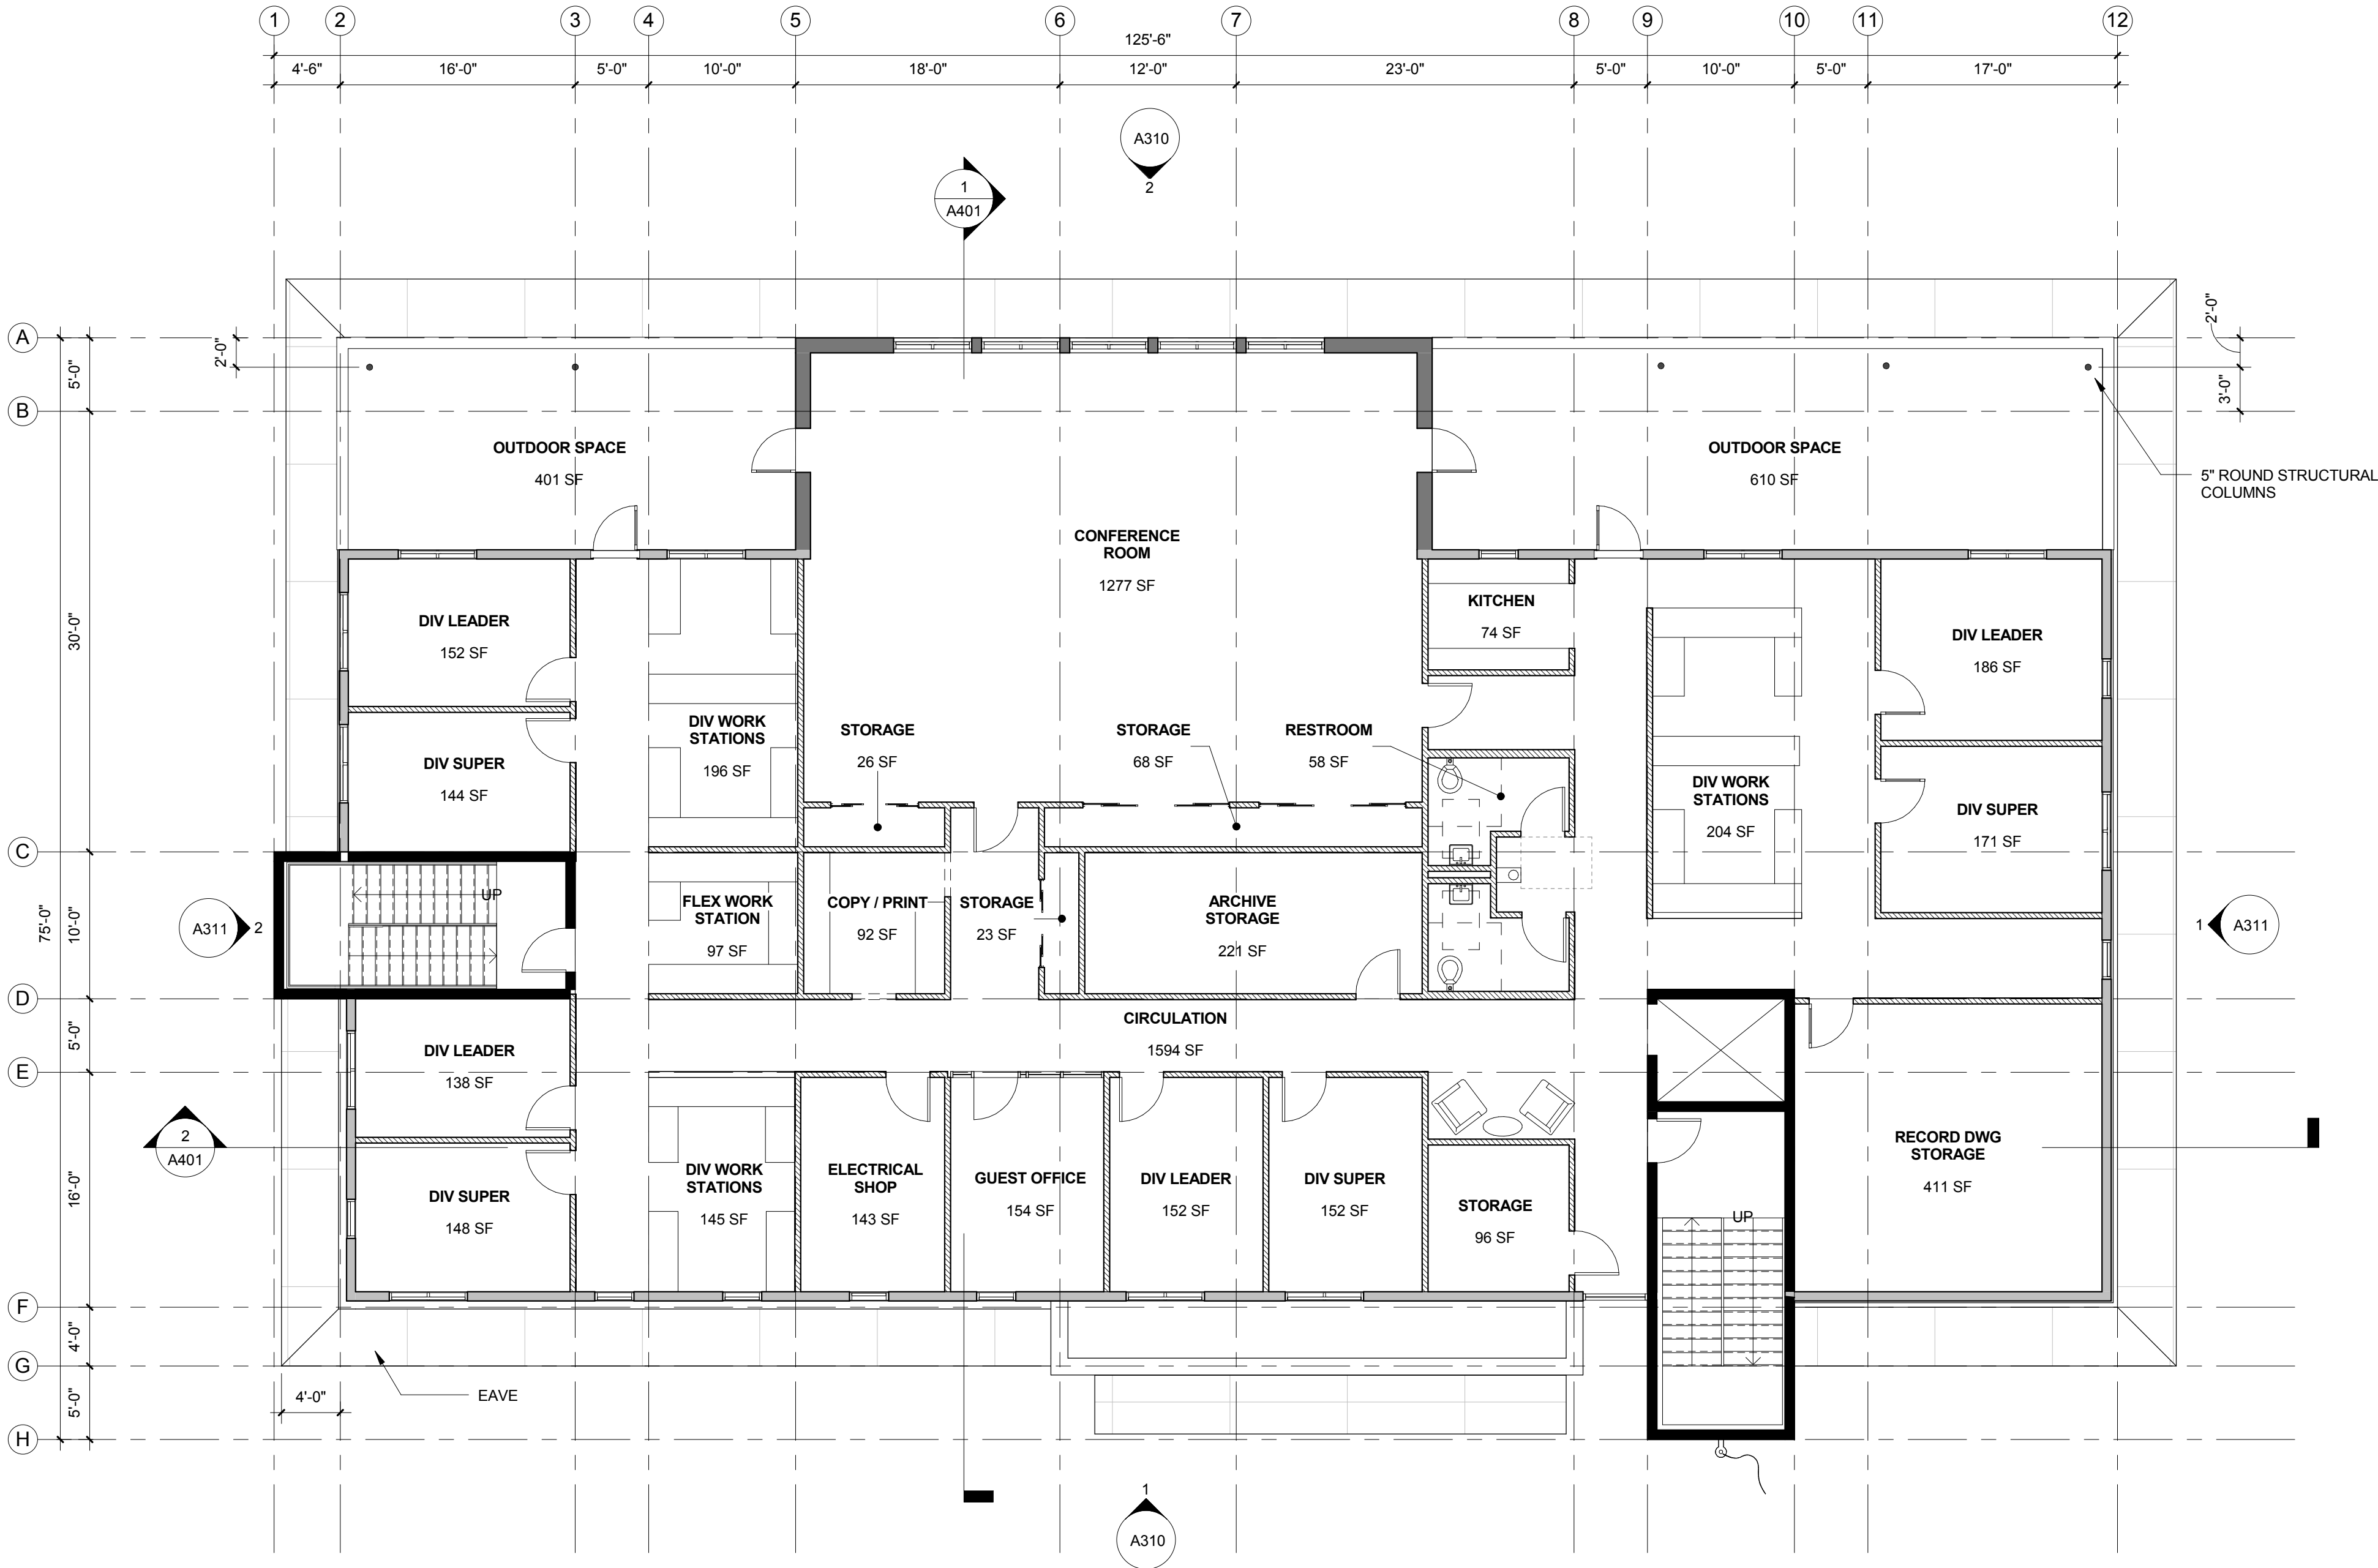 1 2 3 4 5 6 7 8 9 10 11 12
125'-6"
4'-6" 16'-0" 5'-0" 10'-0" 18'-0" 12'-0" 23'-0" 5'-0" 10'-0" 5'-0" 17'-0"
A310
2
1
A401
A
B
C
D
E
F
G
H
75'-0"
5'-0"
30'-0"
10'-0"
5'-0"
16'-0"
4'-0"
5'-0"
2'-0"
2'-0"
3'-0"
OUTDOOR SPACE
401 SF
OUTDOOR SPACE
610 SF
5" ROUND STRUCTURAL
COLUMNS
CONFERENCE
ROOM
1277 SF
KITCHEN
74 SF
DIV LEADER
152 SF
DIV LEADER
186 SF
DIV WORK
STATIONS
196 SF
STORAGE
26 SF
STORAGE
68 SF
RESTROOM
58 SF
DIV SUPER
144 SF
DIV WORK
STATIONS
204 SF
DIV SUPER
171 SF
UP
A311
2
FLEX WORK
STATION
97 SF
COPY / PRINT
92 SF
STORAGE
23 SF
ARCHIVE
STORAGE
221 SF
1
A311
CIRCULATION
1594 SF
DIV LEADER
138 SF
2
A401
DIV SUPER
148 SF
DIV WORK
STATIONS
145 SF
ELECTRICAL
SHOP
143 SF
GUEST OFFICE
154 SF
DIV LEADER
152 SF
DIV SUPER
152 SF
STORAGE
96 SF
UP
RECORD DWG
STORAGE
411 SF
4'-0"
EAVE
1
A310